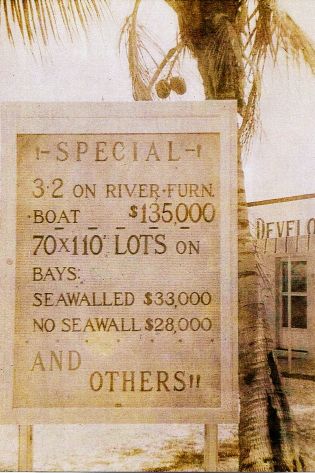 !-SPECIAL-!
3·2 ON RIVER·FURN.
·BOAT $135,000
70X110' LOTS ON
BAYS:
SEAWALLED $33,000
NO SEAWALL $28,000
AND
OTHERS!!
DEVELO